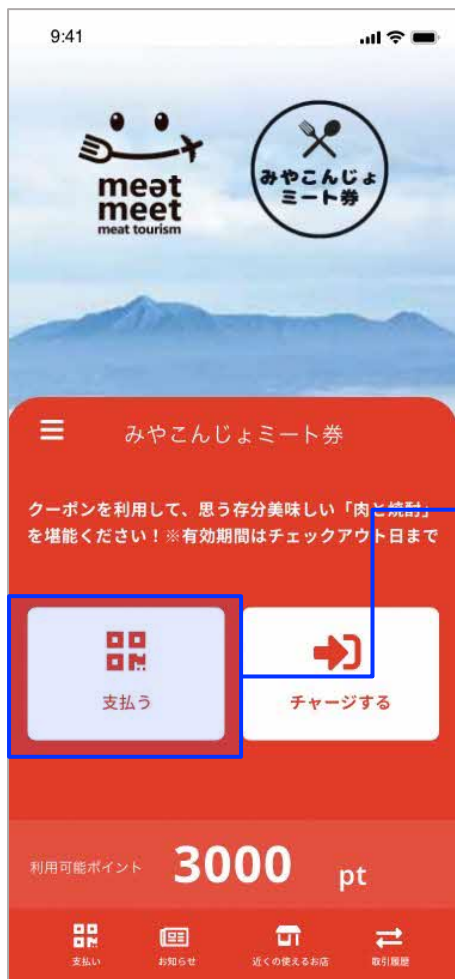 9:41
meat
meet
meat tourism
みやこんじょ
ミート券
みやこんじょミート券
クーポンを利用して、思う存分美味しい「肉と焼酎」
を堪能ください！※有効期間はチェックアウト日まで
支払う
チャージする
利用可能ポイント 3000 pt
支払い お知らせ 近くの使えるお店 取引履歴